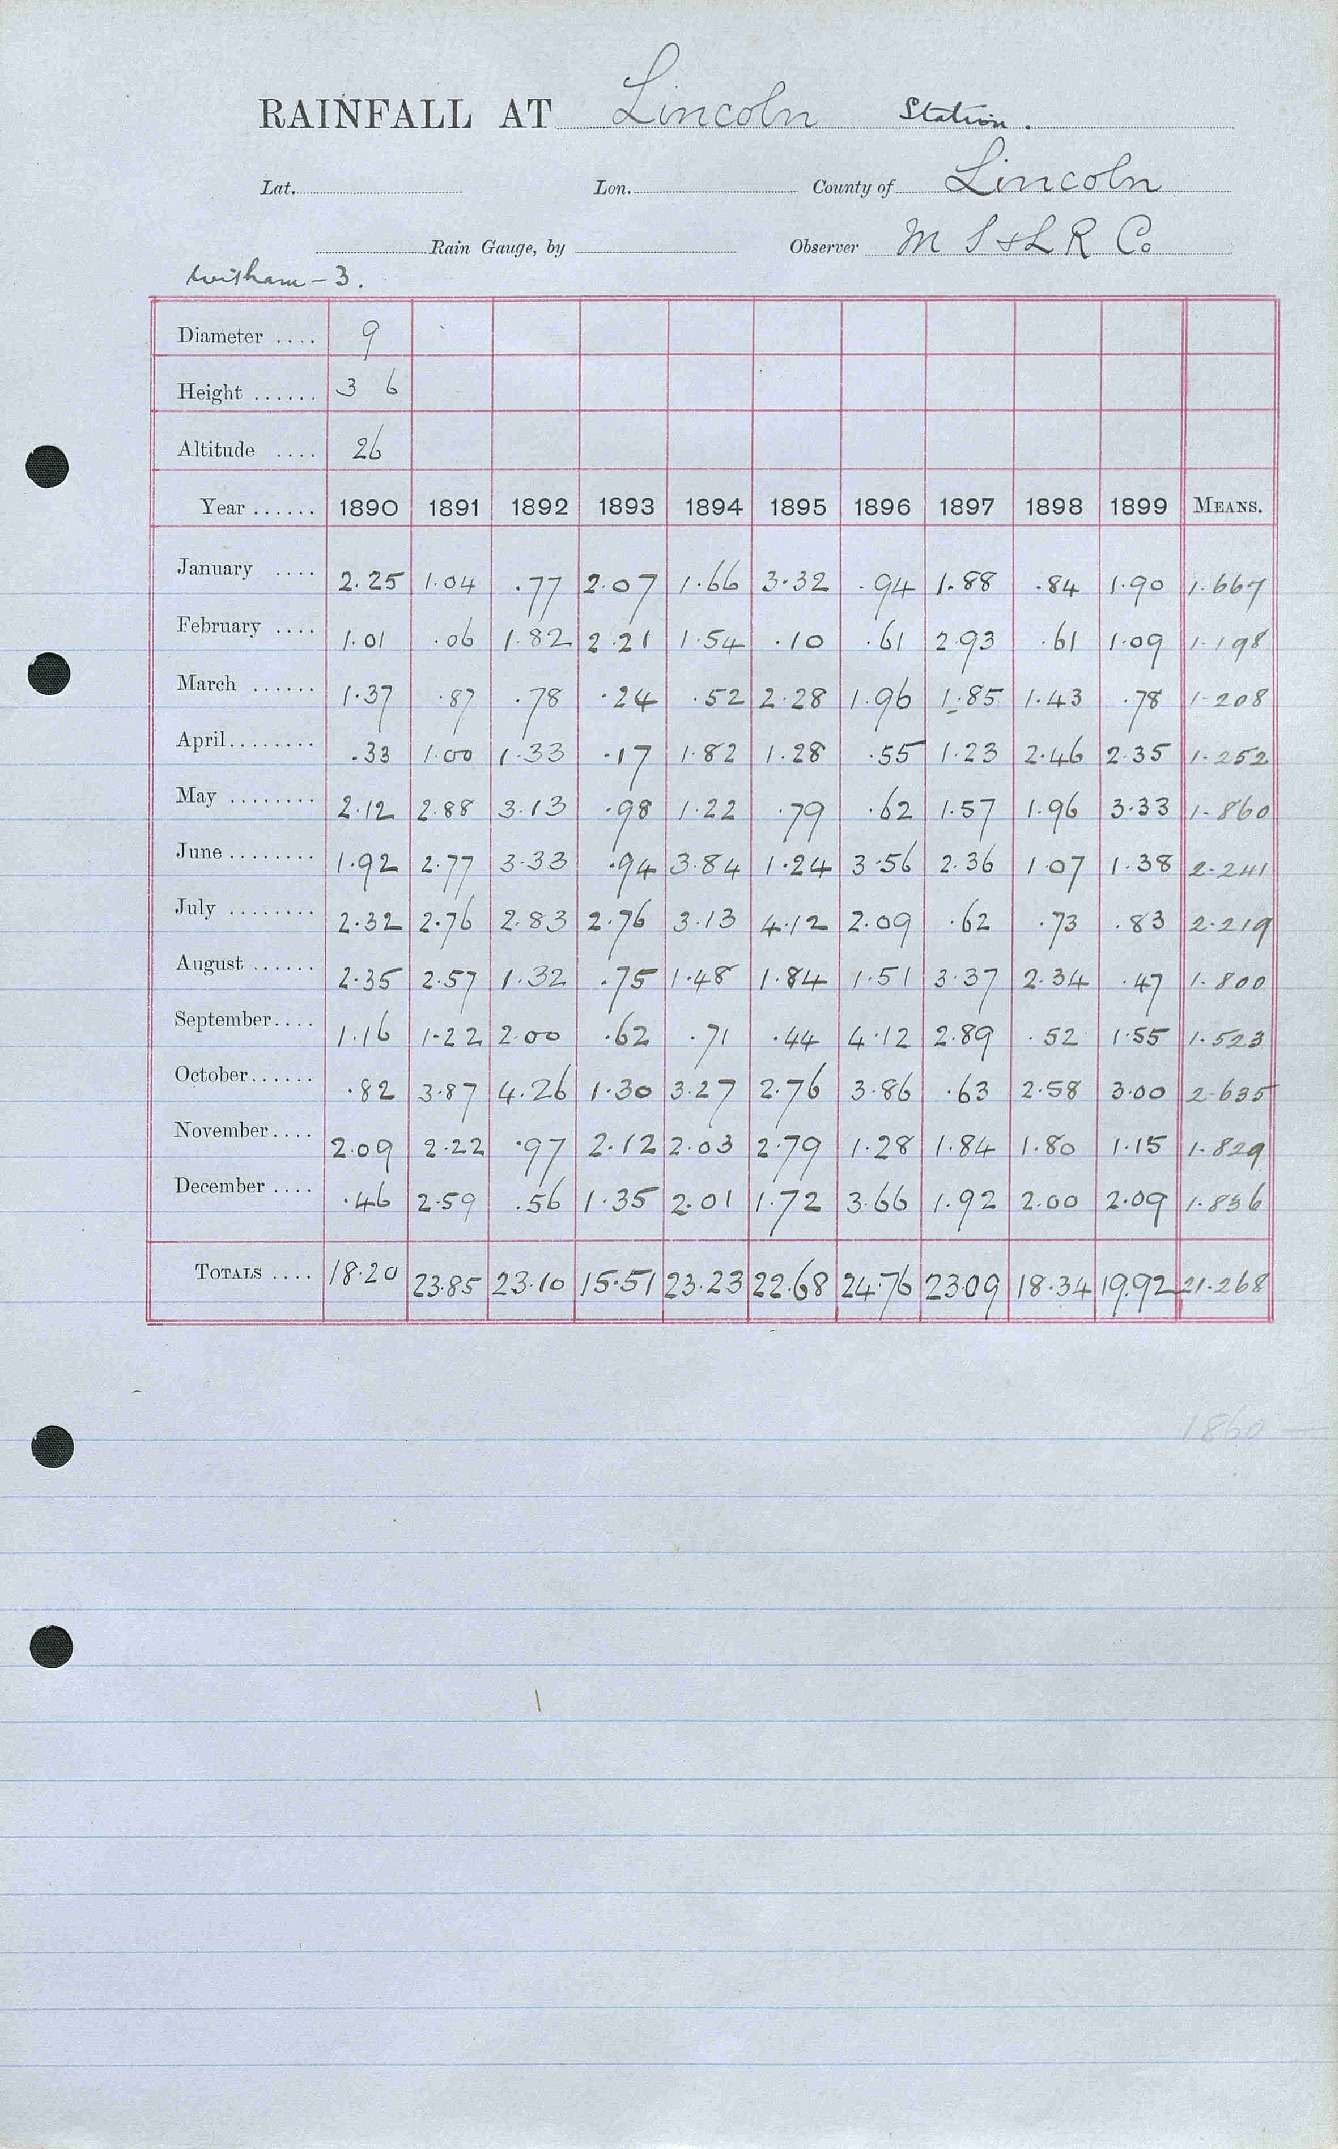 RAINFALL AT Lincoln Station.
Lat. Lon. County of Lincoln
Rain Gauge, by Observer M S & L R Co
Witham - 3.
Diameter .... 9
Height ...... 3 6
Altitude .... 26
Year ...... 1890 1891 1892 1893 1894 1895 1896 1897 1898 1899 MEANS.
January .... 2.25 1.04 .77 2.07 1.66 3.32 .94 1.88 .84 1.90 1.667
February .... 1.01 .06 1.82 2.21 1.54 .10 .61 2.93 .61 1.09 1.198
March ...... 1.37 .87 .78 .24 .52 2.28 1.96 1.85 1.43 .78 1.208
April........ .33 1.00 1.33 .17 1.82 1.28 .55 1.23 2.46 2.35 1.252
May ........ 2.12 2.88 3.13 .98 1.22 .79 .62 1.57 1.96 3.33 1.860
June ........ 1.92 2.77 3.33 .94 3.84 1.24 3.56 2.36 1.07 1.38 2.241
July ........ 2.32 2.76 2.83 2.76 3.13 4.12 2.09 .62 .73 .83 2.219
August ...... 2.35 2.57 1.32 .75 1.48 1.84 1.51 3.37 2.34 .47 1.800
September.... 1.16 1.22 2.00 .62 .71 .44 4.12 2.89 .52 1.55 1.523
October...... .82 3.87 4.26 1.30 3.27 2.76 3.86 .63 2.58 3.00 2.635
November.... 2.09 2.22 .97 2.12 2.03 2.79 1.28 1.84 1.80 1.15 1.829
December .... .46 2.59 .56 1.35 2.01 1.72 3.66 1.92 2.00 2.09 1.836
TOTALS .... 18.20 23.85 23.10 15.51 23.23 22.68 24.76 23.09 18.34 19.92 21.268
1860 —